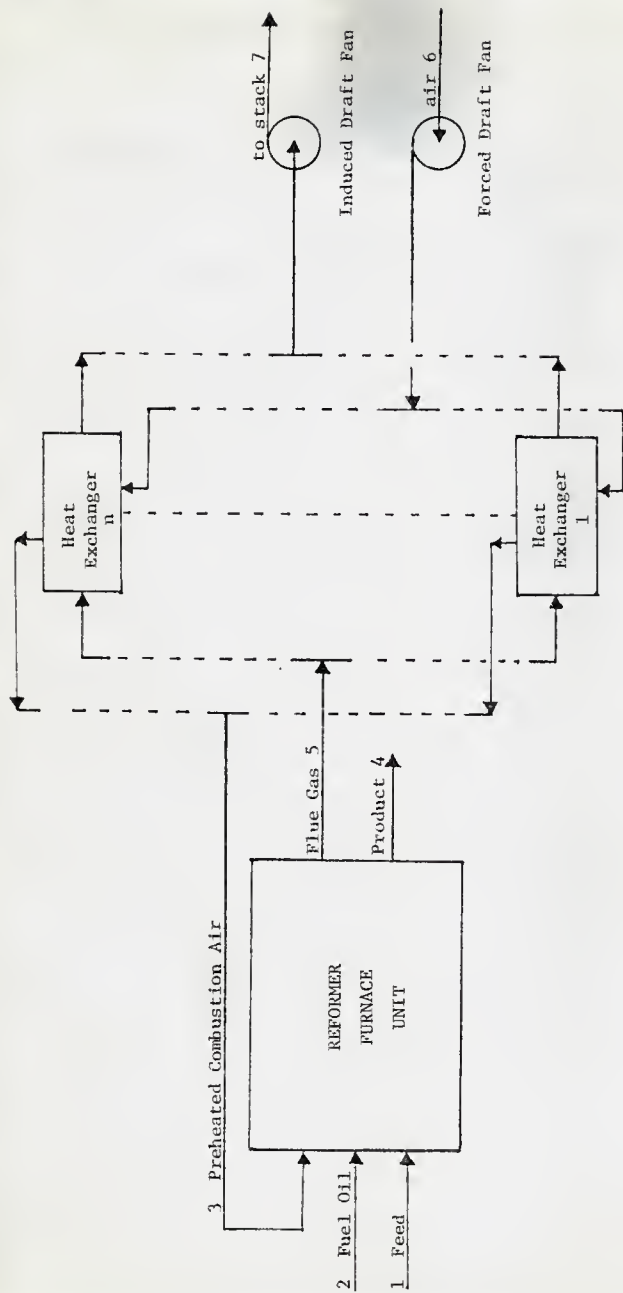 3 Preheated Combustion Air
2 Fuel Oil
1 Feed
REFORMER
FURNACE
UNIT
Flue Gas 5
Product 4
Heat
Exchanger
n
Heat
Exchanger
1
to stack 7
Induced Draft Fan
air 6
Forced Draft Fan